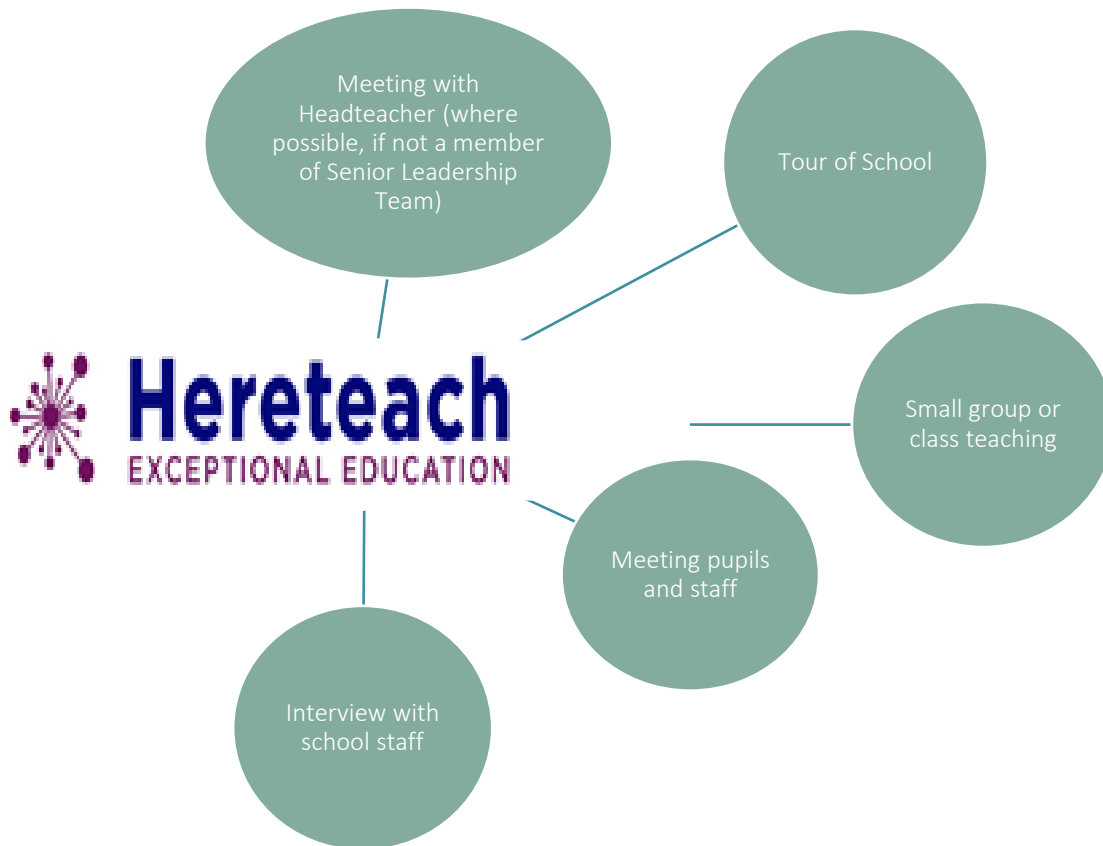 Meeting with
Headteacher (where
possible, if not a member
of Senior Leadership
Team)
Tour of School
Hereteach
EXCEPTIONAL EDUCATION
Small group or
class teaching
Meeting pupils
and staff
Interview with
school staff